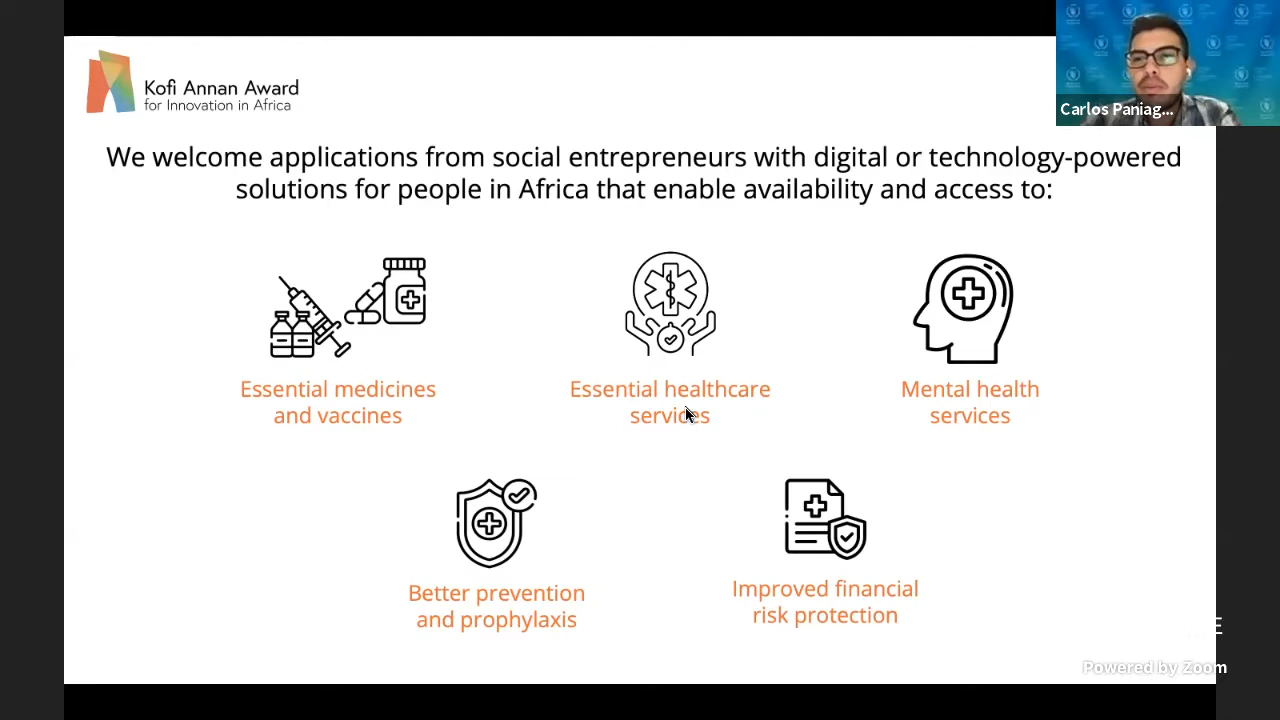 Kofi Annan Award
for Innovation in Africa
Carlos Paniag...
We welcome applications from social entrepreneurs with digital or technology-powered
solutions for people in Africa that enable availability and access to:
Essential medicines
and vaccines
Essential healthcare
services
Mental health
services
Better prevention
and prophylaxis
Improved financial
risk protection
E
Powered by Zoom